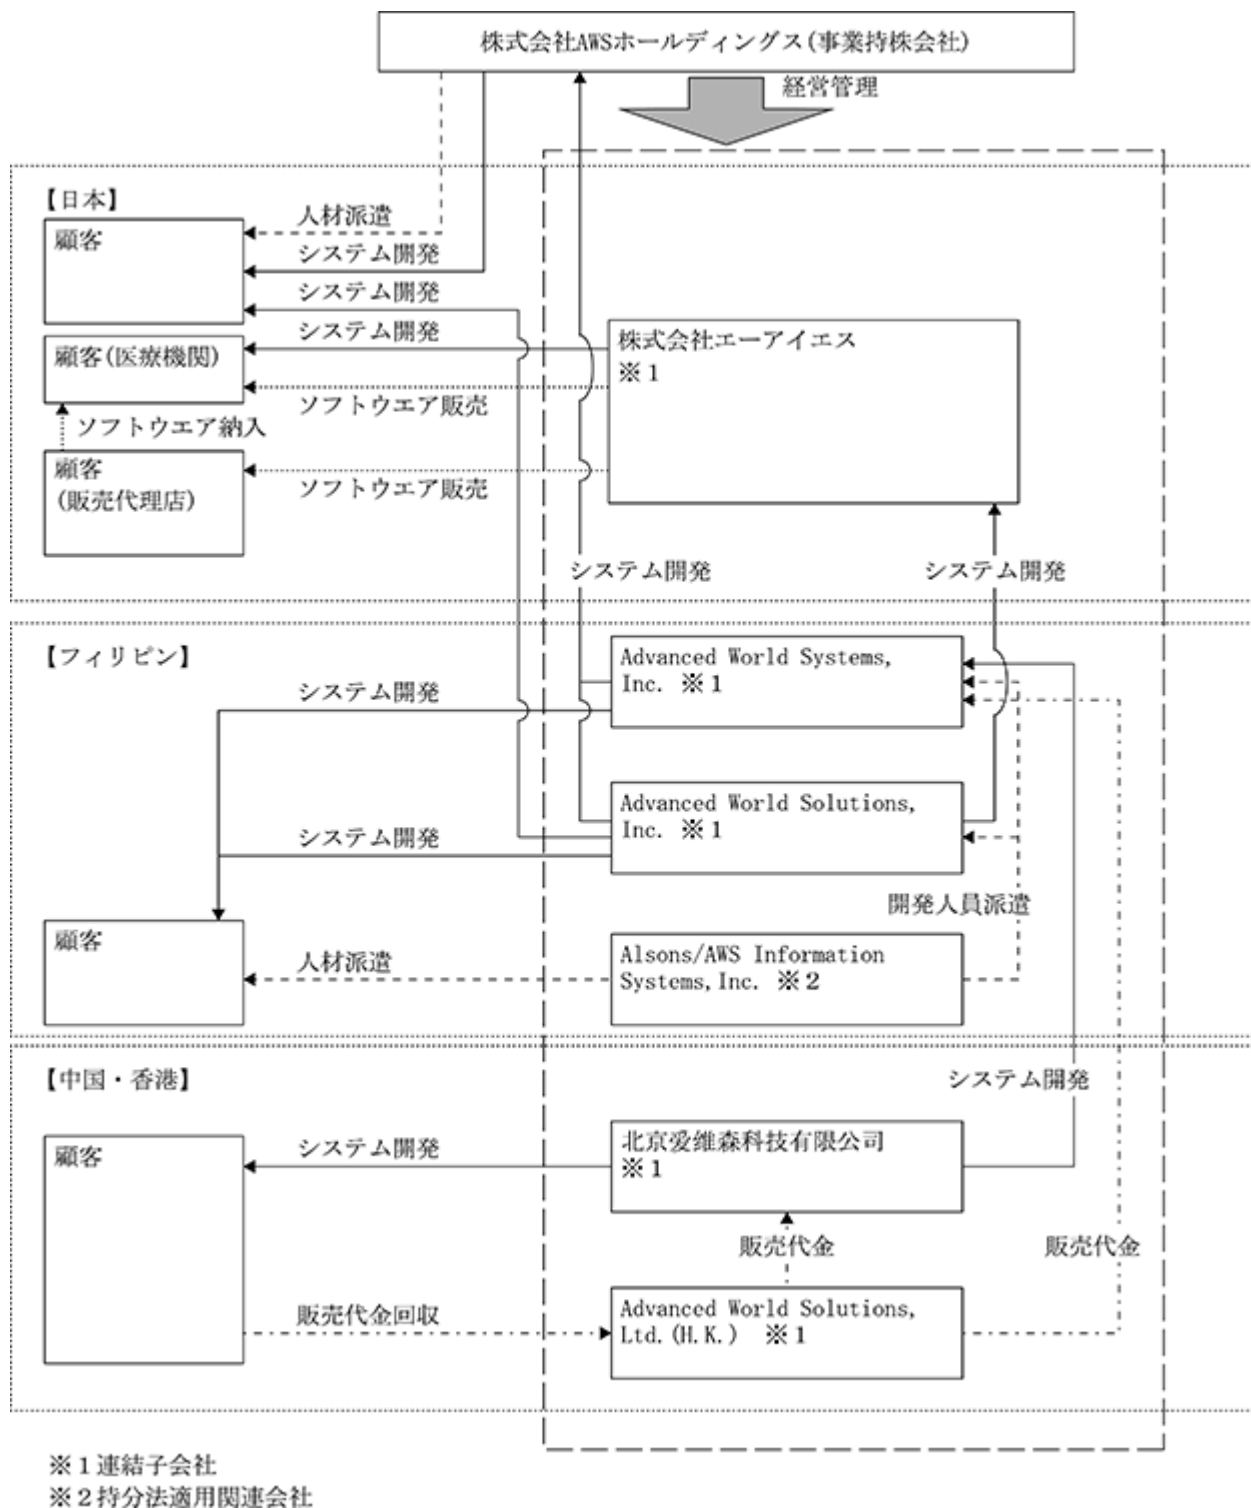 株式会社AWSホールディングス(事業持株会社)
経営管理
【日本】
顧客
人材派遣
システム開発
システム開発
システム開発
顧客(医療機関)
ソフトウエア販売
ソフトウエア納入
顧客
(販売代理店)
ソフトウエア販売
株式会社エーアイエス
※1
システム開発
システム開発
【フィリピン】
Advanced World Systems,
Inc. ※1
システム開発
Advanced World Solutions,
Inc. ※1
システム開発
開発人員派遣
顧客
人材派遣
Alsons/AWS Information
Systems,Inc. ※2
【中国・香港】
システム開発
顧客
システム開発
北京愛維森科技有限公司
※1
販売代金
販売代金
販売代金回収
Advanced World Solutions,
Ltd.(H.K.) ※1
※1連結子会社
※2持分法適用関連会社